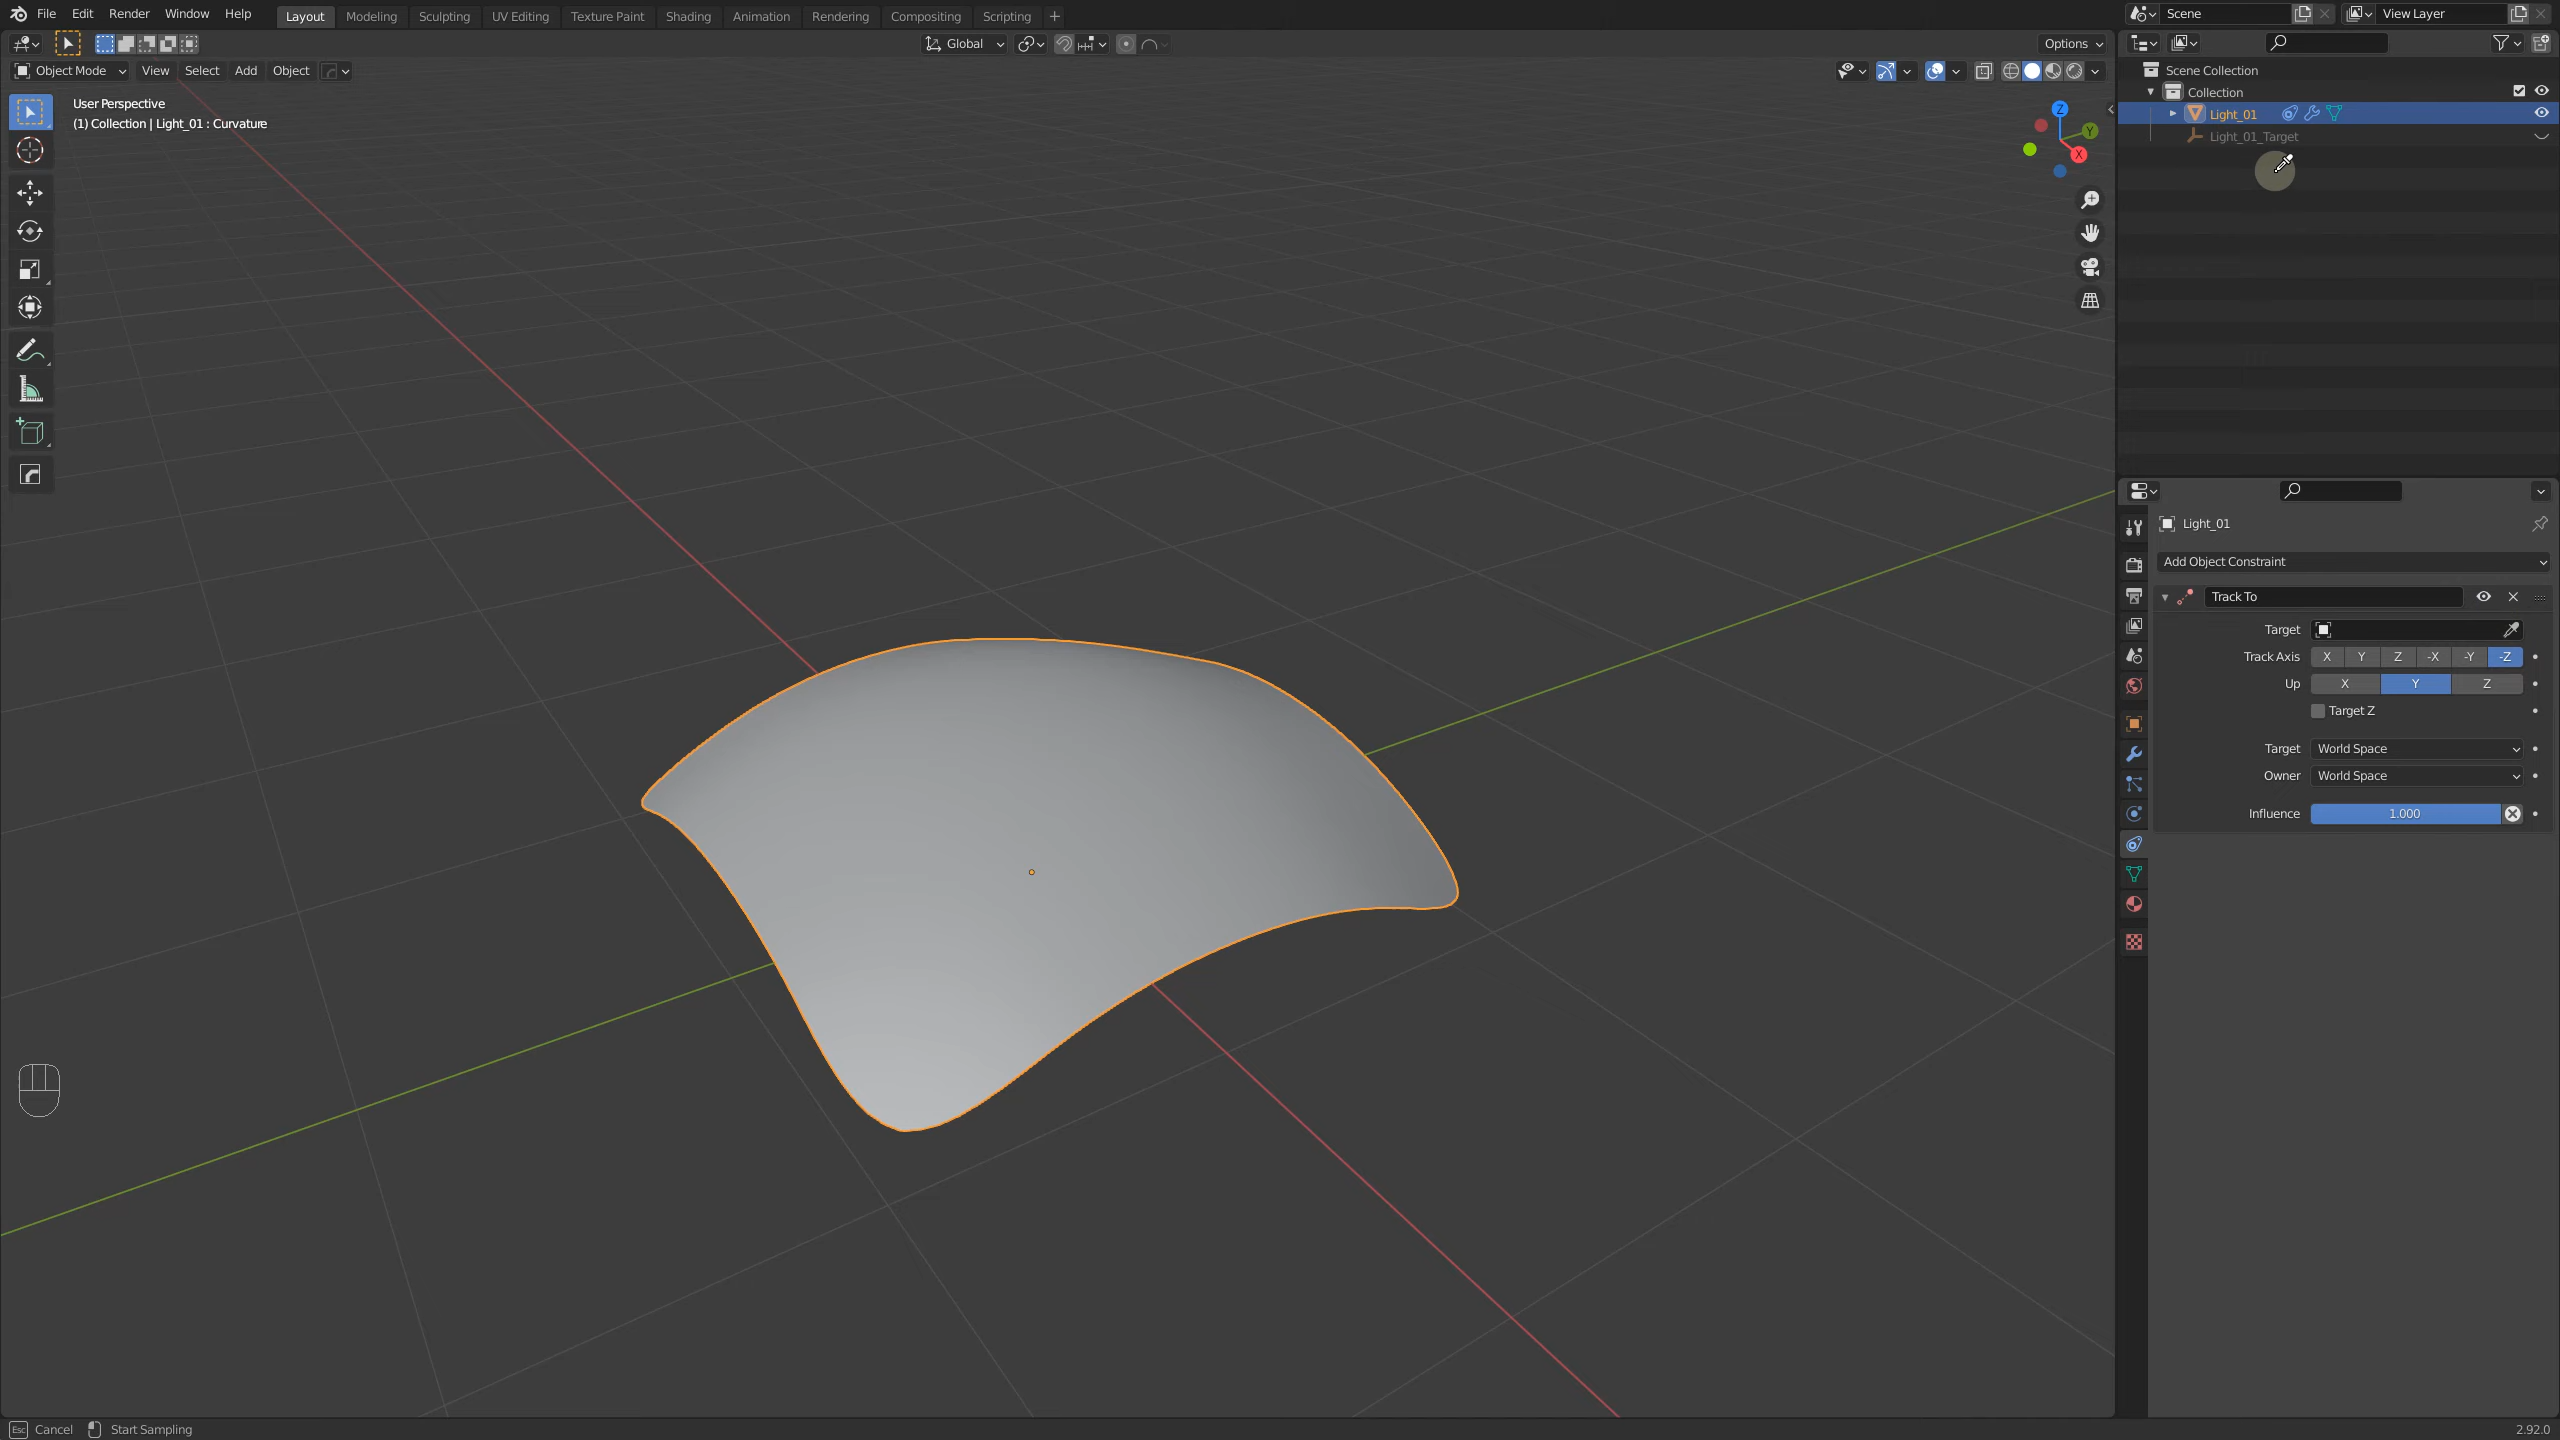 File Edit Render Window Help Layout Modeling Sculpting UV Editing Texture Paint Shading Animation Rendering Compositing Scripting + Scene View Layer
Global Options
Object Mode View Select Add Object
User Perspective
(1) Collection | Light_01 : Curvature
Z
Y
X
Scene Collection
Collection
Light_01
Light_01_Target
Light_01
Add Object Constraint
Track To
Target
Track Axis X Y Z -X -Y -Z
Up X Y Z
Target Z
Target World Space
Owner World Space
Influence 1.000
Esc Cancel Start Sampling 2.92.0